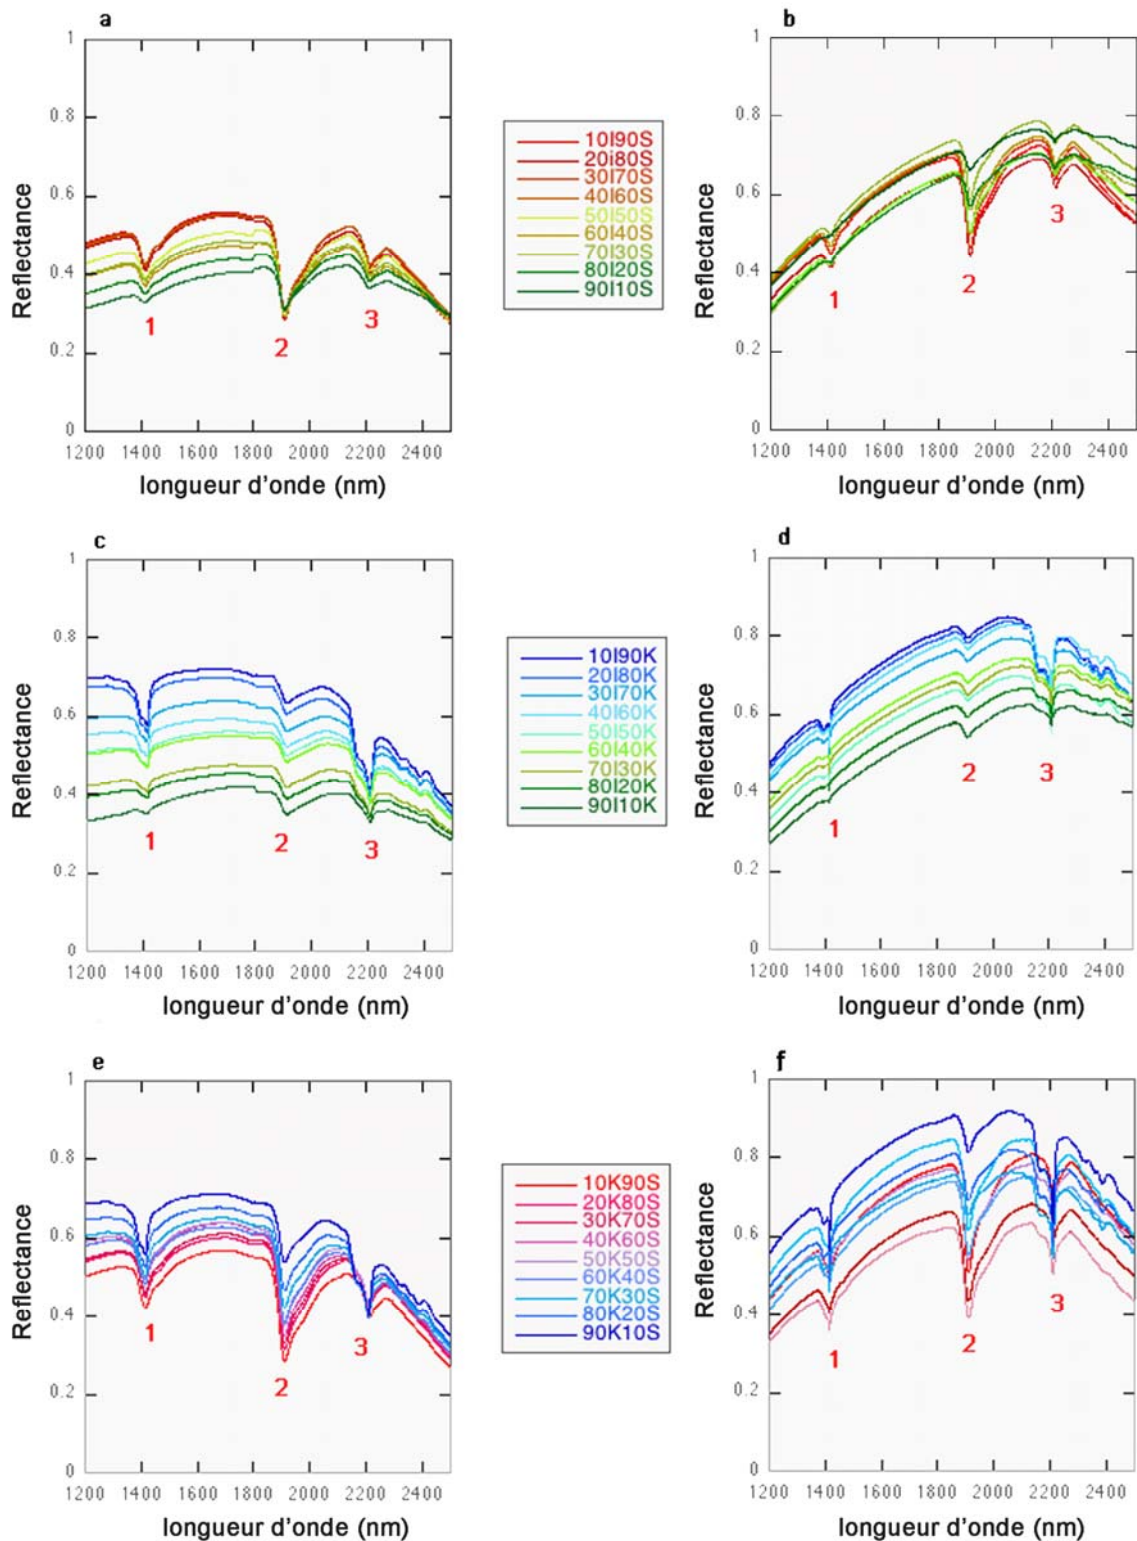 a
b
1
0.8
0.6
0.4
0.2
0
Reflectance
1200 1400 1600 1800 2000 2200 2400
longueur d'onde (nm)
1
2
3
10I90S
20i80S
30I70S
40I60S
50I50S
60I40S
70I30S
80I20S
90I10S
1
0.8
0.6
0.4
0.2
0
Reflectance
1200 1400 1600 1800 2000 2200 2400
longueur d'onde (nm)
1
2
3
c
d
1
0.8
0.6
0.4
0.2
0
Reflectance
1200 1400 1600 1800 2000 2200 2400
longueur d'onde (nm)
1
2
3
10I90K
20I80K
30I70K
40I60K
50I50K
60I40K
70I30K
80I20K
90I10K
1
0.8
0.6
0.4
0.2
0
Reflectance
1200 1400 1600 1800 2000 2200 2400
longueur d'onde (nm)
1
2
3
e
f
1
0.8
0.6
0.4
0.2
0
Reflectance
1200 1400 1600 1800 2000 2200 2400
longueur d'onde (nm)
1
2
3
10K90S
20K80S
30K70S
40K60S
50K50S
60K40S
70K30S
80K20S
90K10S
1
0.8
0.6
0.4
0.2
0
Reflectance
1200 1400 1600 1800 2000 2200 2400
longueur d'onde (nm)
1
2
3